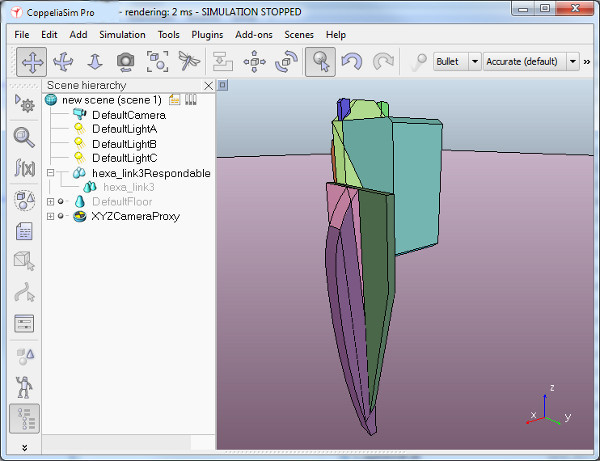 CoppeliaSim Pro - rendering: 2 ms - SIMULATION STOPPED
File Edit Add Simulation Tools Plugins Add-ons Scenes Help
Bullet Accurate (default) »
Scene hierarchy
new scene (scene 1)
DefaultCamera
DefaultLightA
DefaultLightB
DefaultLightC
hexa_link3Respondable
hexa_link3
DefaultFloor
XYZCameraProxy
f(x)
z
x
y